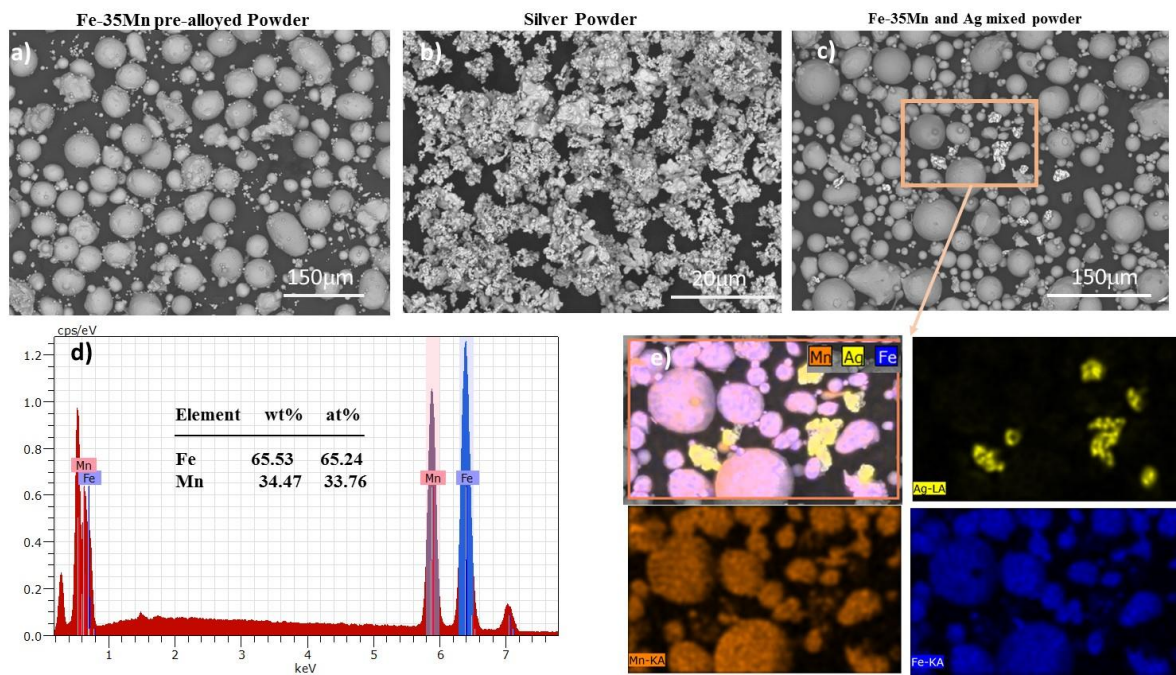 Fe-35Mn pre-alloyed Powder
Silver Powder
Fe-35Mn and Ag mixed powder
a)
b)
c)
150μm
20μm
150μm
cps/eV
d)
1.2
1.0
0.8
0.6
0.4
0.2
0.0
Element wt% at%
Fe 65.53 65.24
Mn 34.47 33.76
Mn
Fe
Mn
Fe
1 2 3 4 5 6 7
keV
e)
Mn Ag Fe
Ag-LA
Mn-KA
Fe-KA